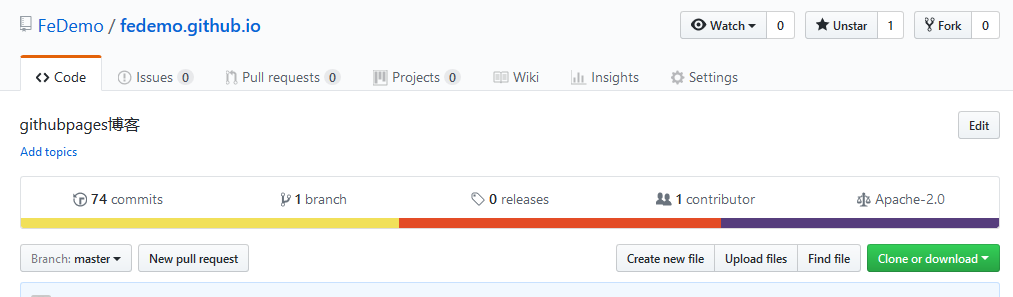 FeDemo / fedemo.github.io Watch 0 Unstar 1 Fork 0
Code Issues 0 Pull requests 0 Projects 0 Wiki Insights Settings
githubpages博客 Edit
Add topics
74 commits 1 branch 0 releases 1 contributor Apache-2.0
Branch: master New pull request Create new file Upload files Find file Clone or download